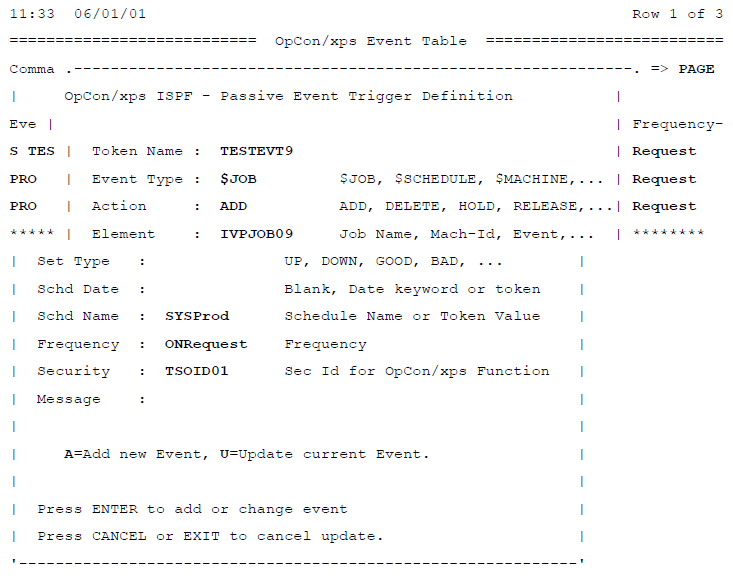 11:33  06/01/01                                                     Row 1 of 3
===========================  OpCon/xps Event Table  ==========================
Comma .-------------------------------------------------------------. => PAGE
|     OpCon/xps ISPF - Passive Event Trigger Definition           |
Eve |                                                             | Frequency-
S TES |  Token Name :  TESTEVT9                                   | Request
PRO   |  Event Type :  $JOB         $JOB, $SCHEDULE, $MACHINE,... | Request
PRO   |  Action     :  ADD          ADD, DELETE, HOLD, RELEASE,...| Request
***** |  Element    :  IVPJOB09     Job Name, Mach-Id, Event,...  | ********
|  Set Type   :               UP, DOWN, GOOD, BAD, ...        |
|  Schd Date  :               Blank, Date keyword or token    |
|  Schd Name  :  SYSProd      Schedule Name or Token Value    |
|  Frequency  :  ONRequest    Frequency                       |
|  Security   :  TSOID01      Sec Id for OpCon/xps Function   |
|  Message    :                                               |
|                                                             |
|     A=Add new Event, U=Update current Event.                |
|                                                             |
|  Press ENTER to add or change event                         |
|  Press CANCEL or EXIT to cancel update.                     |
'-------------------------------------------------------------'